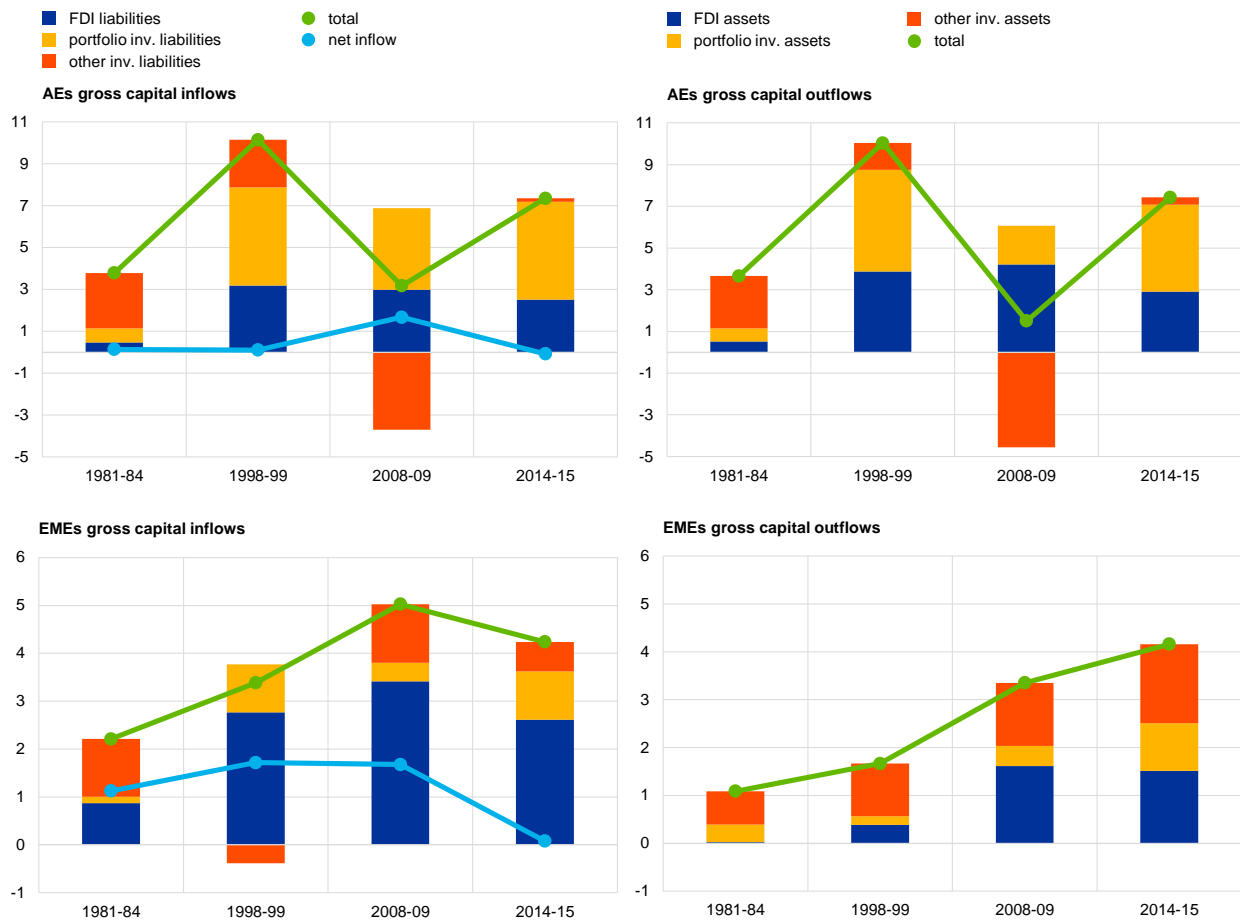 FDI liabilities
total
portfolio inv. liabilities
net inflow
other inv. liabilities
FDI assets
other inv. assets
portfolio inv. assets
total
AEs gross capital inflows
11
9
7
5
3
1
-1
-3
-5
1981-84 1998-99 2008-09 2014-15
AEs gross capital outflows
11
9
7
5
3
1
-1
-3
-5
1981-84 1998-99 2008-09 2014-15
EMEs gross capital inflows
6
5
4
3
2
1
0
-1
1981-84 1998-99 2008-09 2014-15
EMEs gross capital outflows
6
5
4
3
2
1
0
-1
1981-84 1998-99 2008-09 2014-15